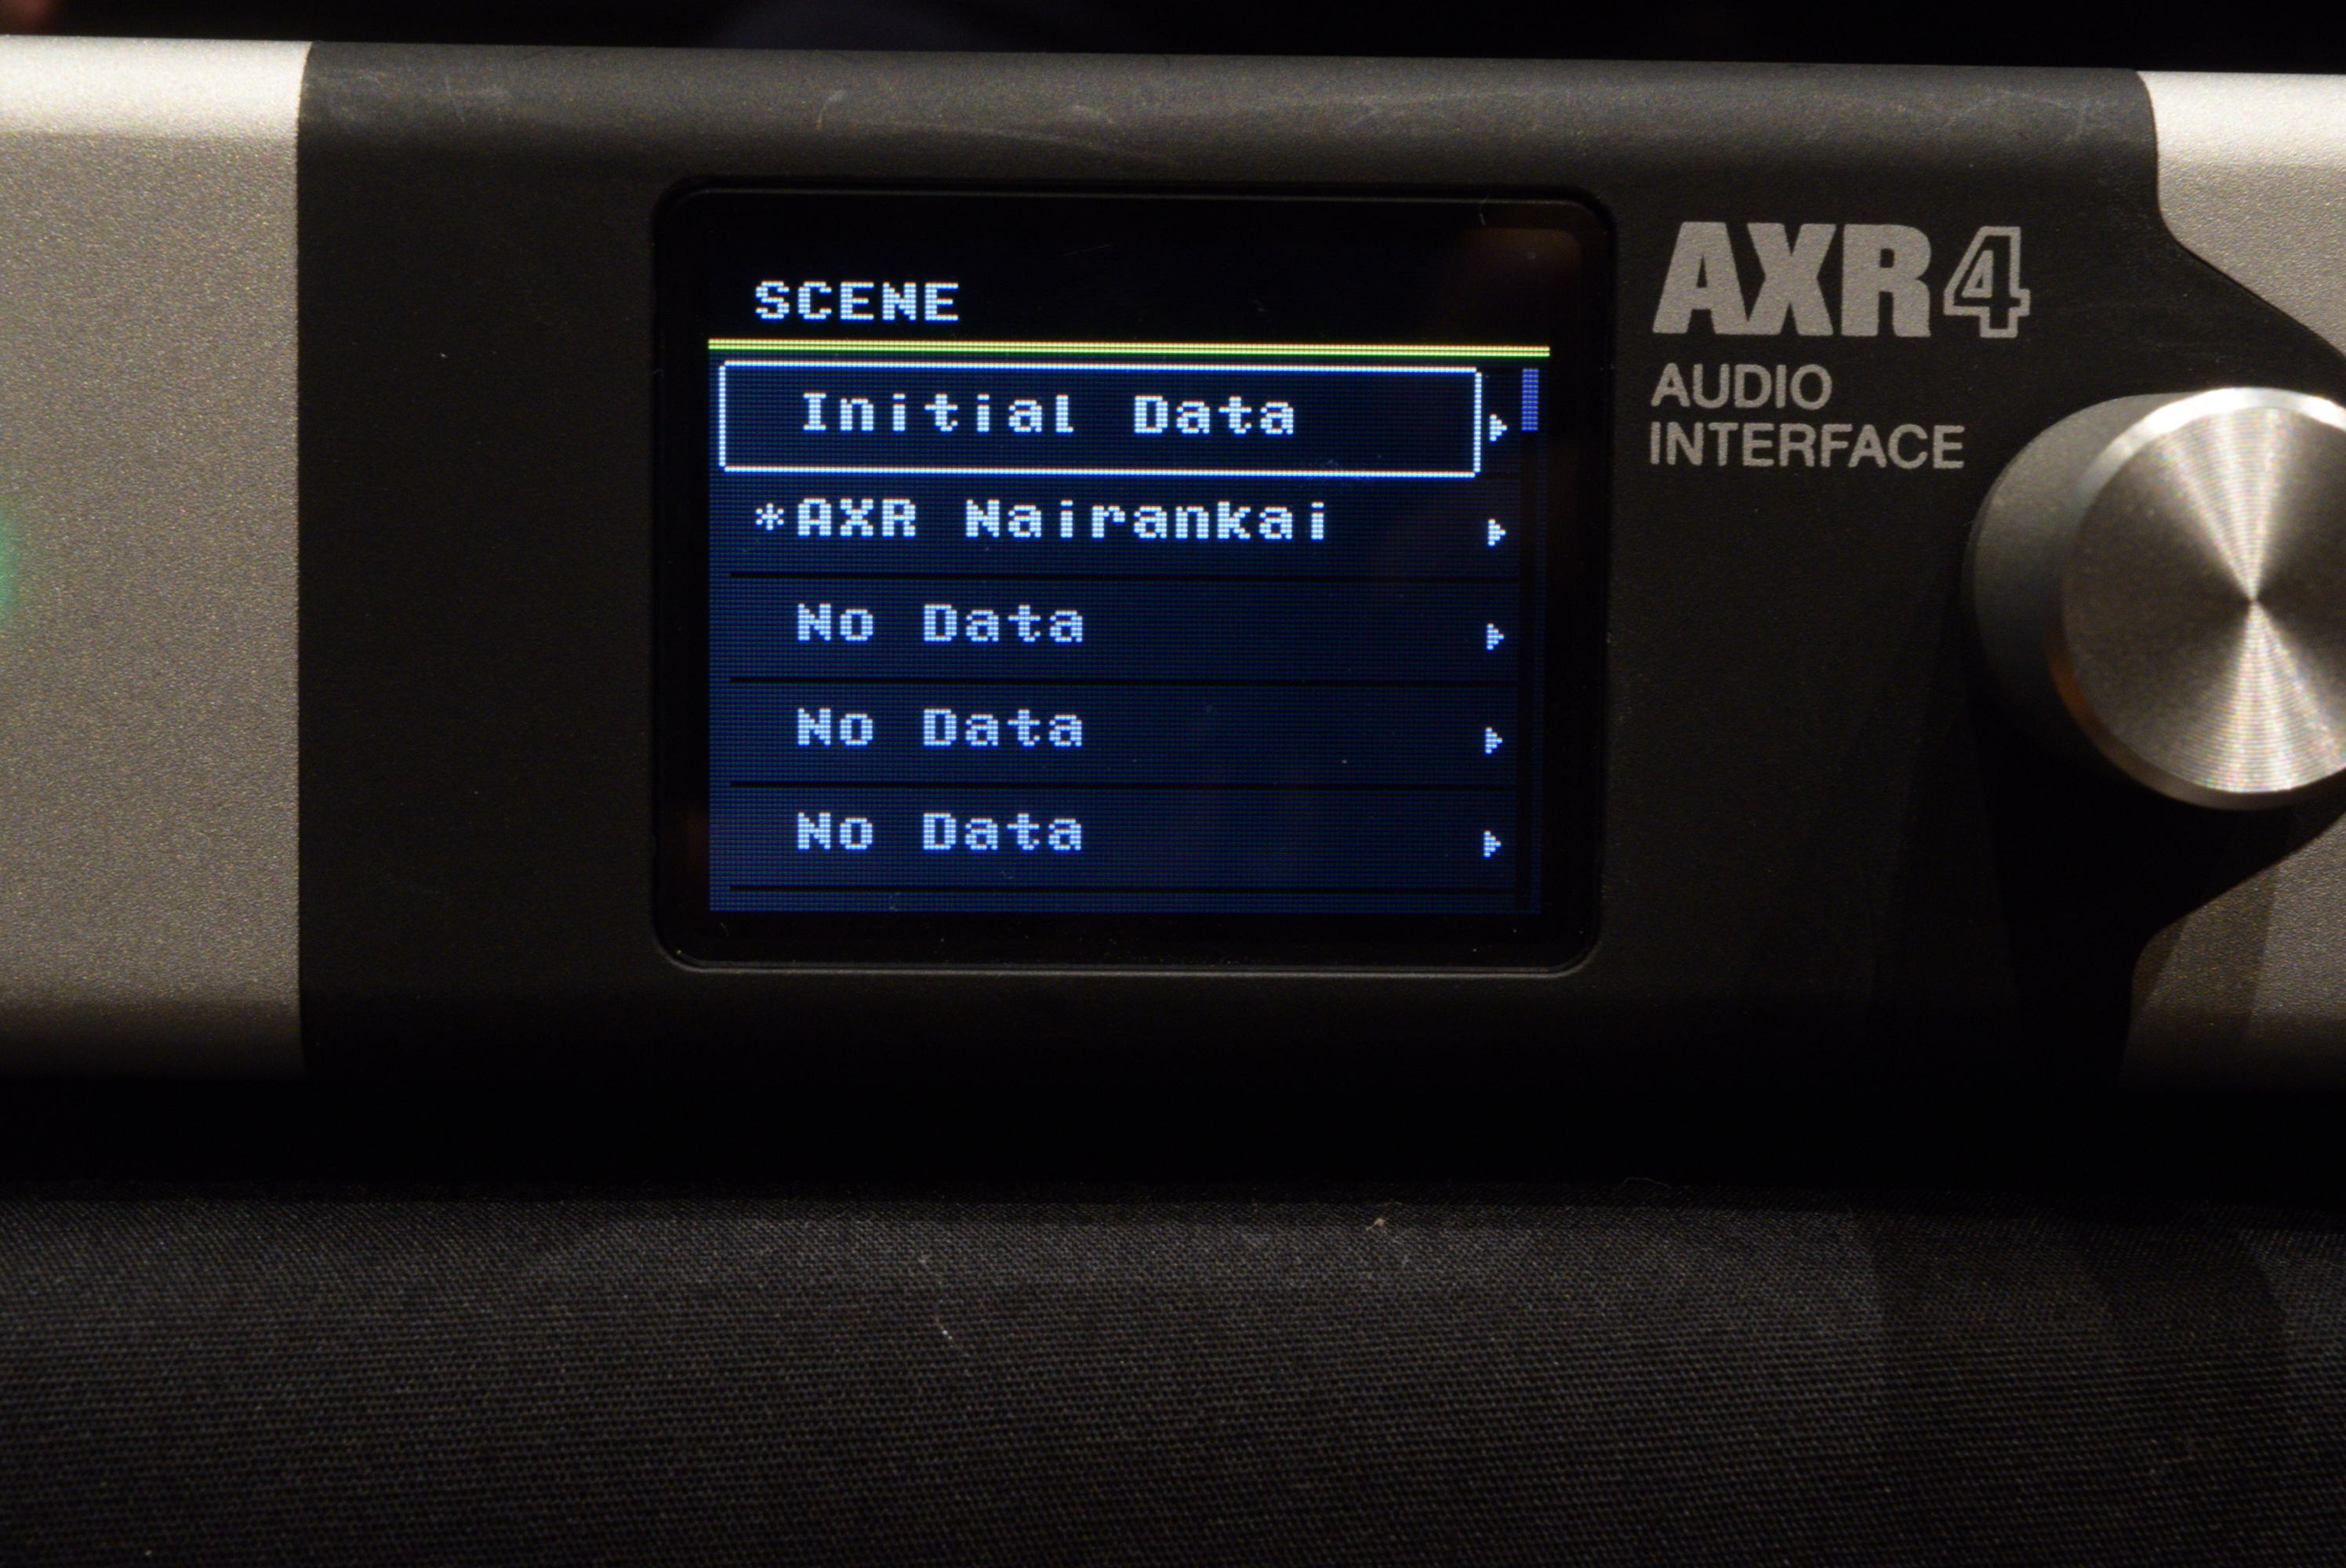 SCENE
Initial Data
*AXR Nairankai
No Data
No Data
No Data
AXR4
AUDIO
INTERFACE